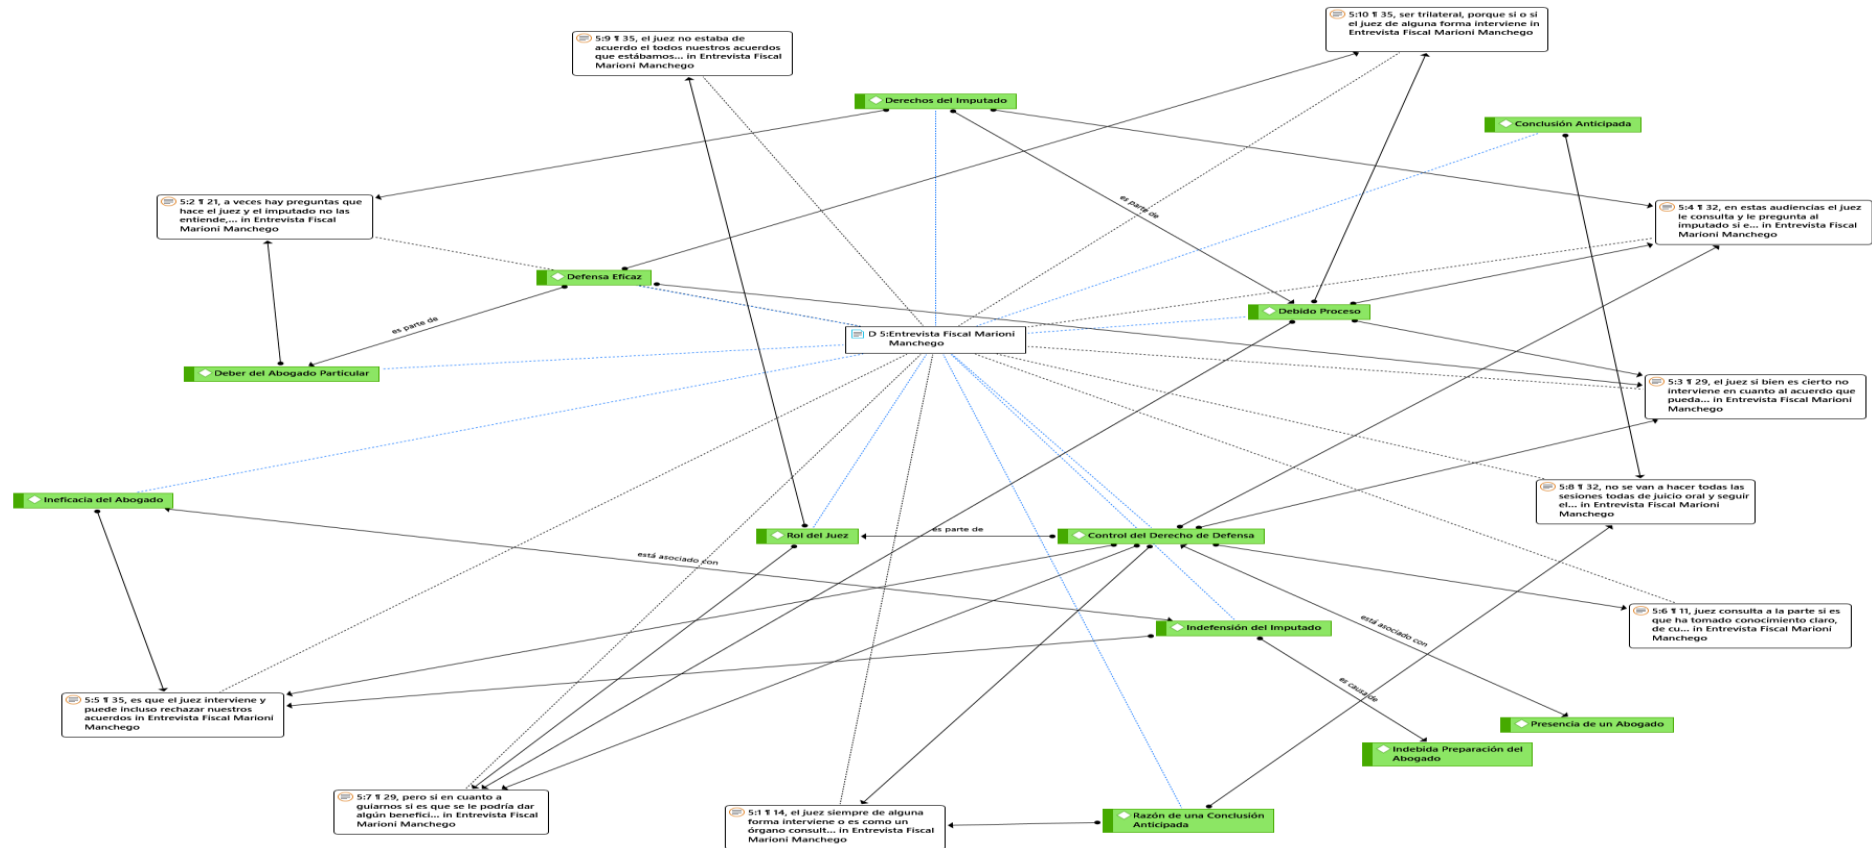 5:10 ¶ 35, ser trilateral, porque si o si
el juez de alguna forma interviene in
Entrevista Fiscal Marioni Manchego
5:9 ¶ 35, el juez no estaba de
acuerdo el todos nuestros acuerdos
que estábamos... in Entrevista Fiscal
Marioni Manchego
Derechos del Imputado
Conclusión Anticipada
es parte de
5:2 ¶ 21, a veces hay preguntas que
hace el juez y el imputado no las
entiende,... in Entrevista Fiscal
Marioni Manchego
5:4 ¶ 32, en estas audiencias el juez
le consulta y le pregunta al
imputado si e... in Entrevista Fiscal
Marioni Manchego
Defensa Eficaz
Debido Proceso
es parte de
D 5:Entrevista Fiscal Marioni
Manchego
Deber del Abogado Particular
5:3 ¶ 29, el juez si bien es cierto no
interviene en cuanto al acuerdo que
pueda... in Entrevista Fiscal Marioni
Manchego
Ineficacia del Abogado
5:8 ¶ 32, no se van a hacer todas las
sesiones todas de juicio oral y seguir
el... in Entrevista Fiscal Marioni
Manchego
Rol del Juez
es parte de
Control del Derecho de Defensa
está asociado con
5:6 ¶ 11, juez consulta a la parte si es
que ha tomado conocimiento claro,
de cu... in Entrevista Fiscal Marioni
Manchego
Indefensión del Imputado
está asociado con
es causa de
5:5 ¶ 35, es que el juez interviene y
puede incluso rechazar nuestros
acuerdos in Entrevista Fiscal Marioni
Manchego
Presencia de un Abogado
Indebida Preparación del
Abogado
5:7 ¶ 29, pero si en cuanto a
guiarnos si es que se le podría dar
algún benefici... in Entrevista Fiscal
Marioni Manchego
5:1 ¶ 14, el juez siempre de alguna
forma interviene o es como un
órgano consult... in Entrevista Fiscal
Marioni Manchego
Razón de una Conclusión
Anticipada